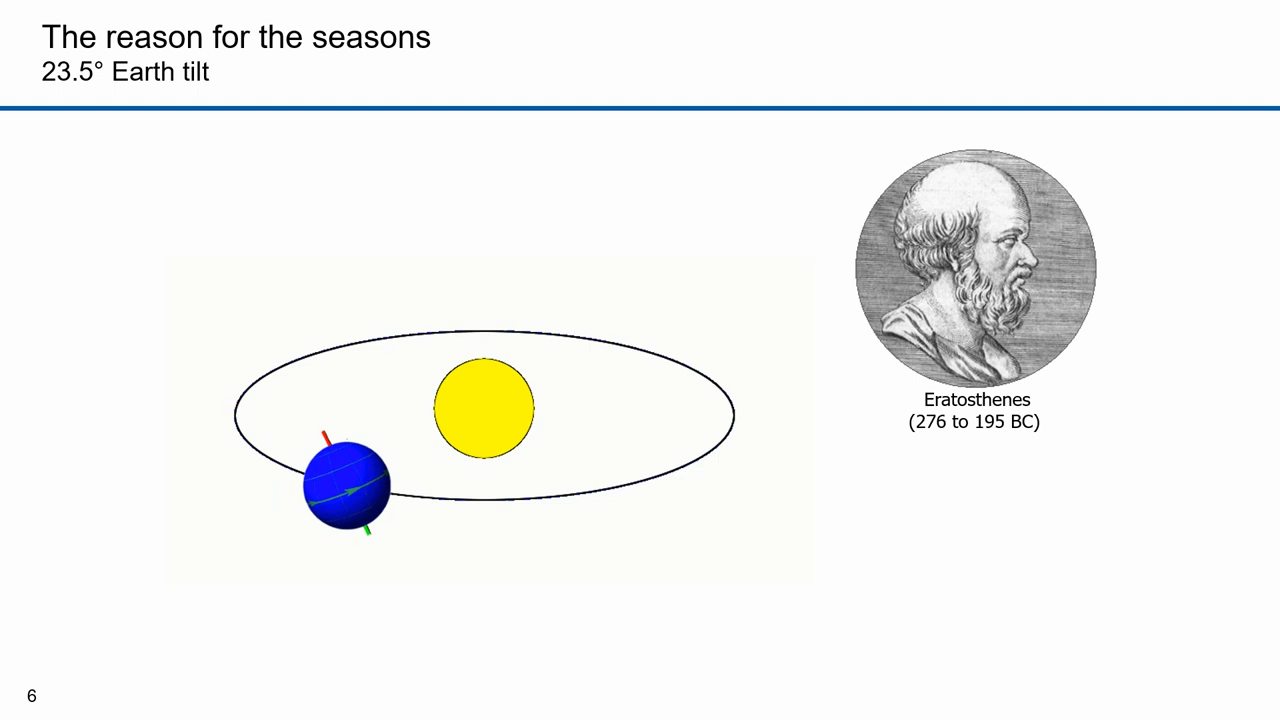 The reason for the seasons
23.5° Earth tilt
Eratosthenes
(276 to 195 BC)
6